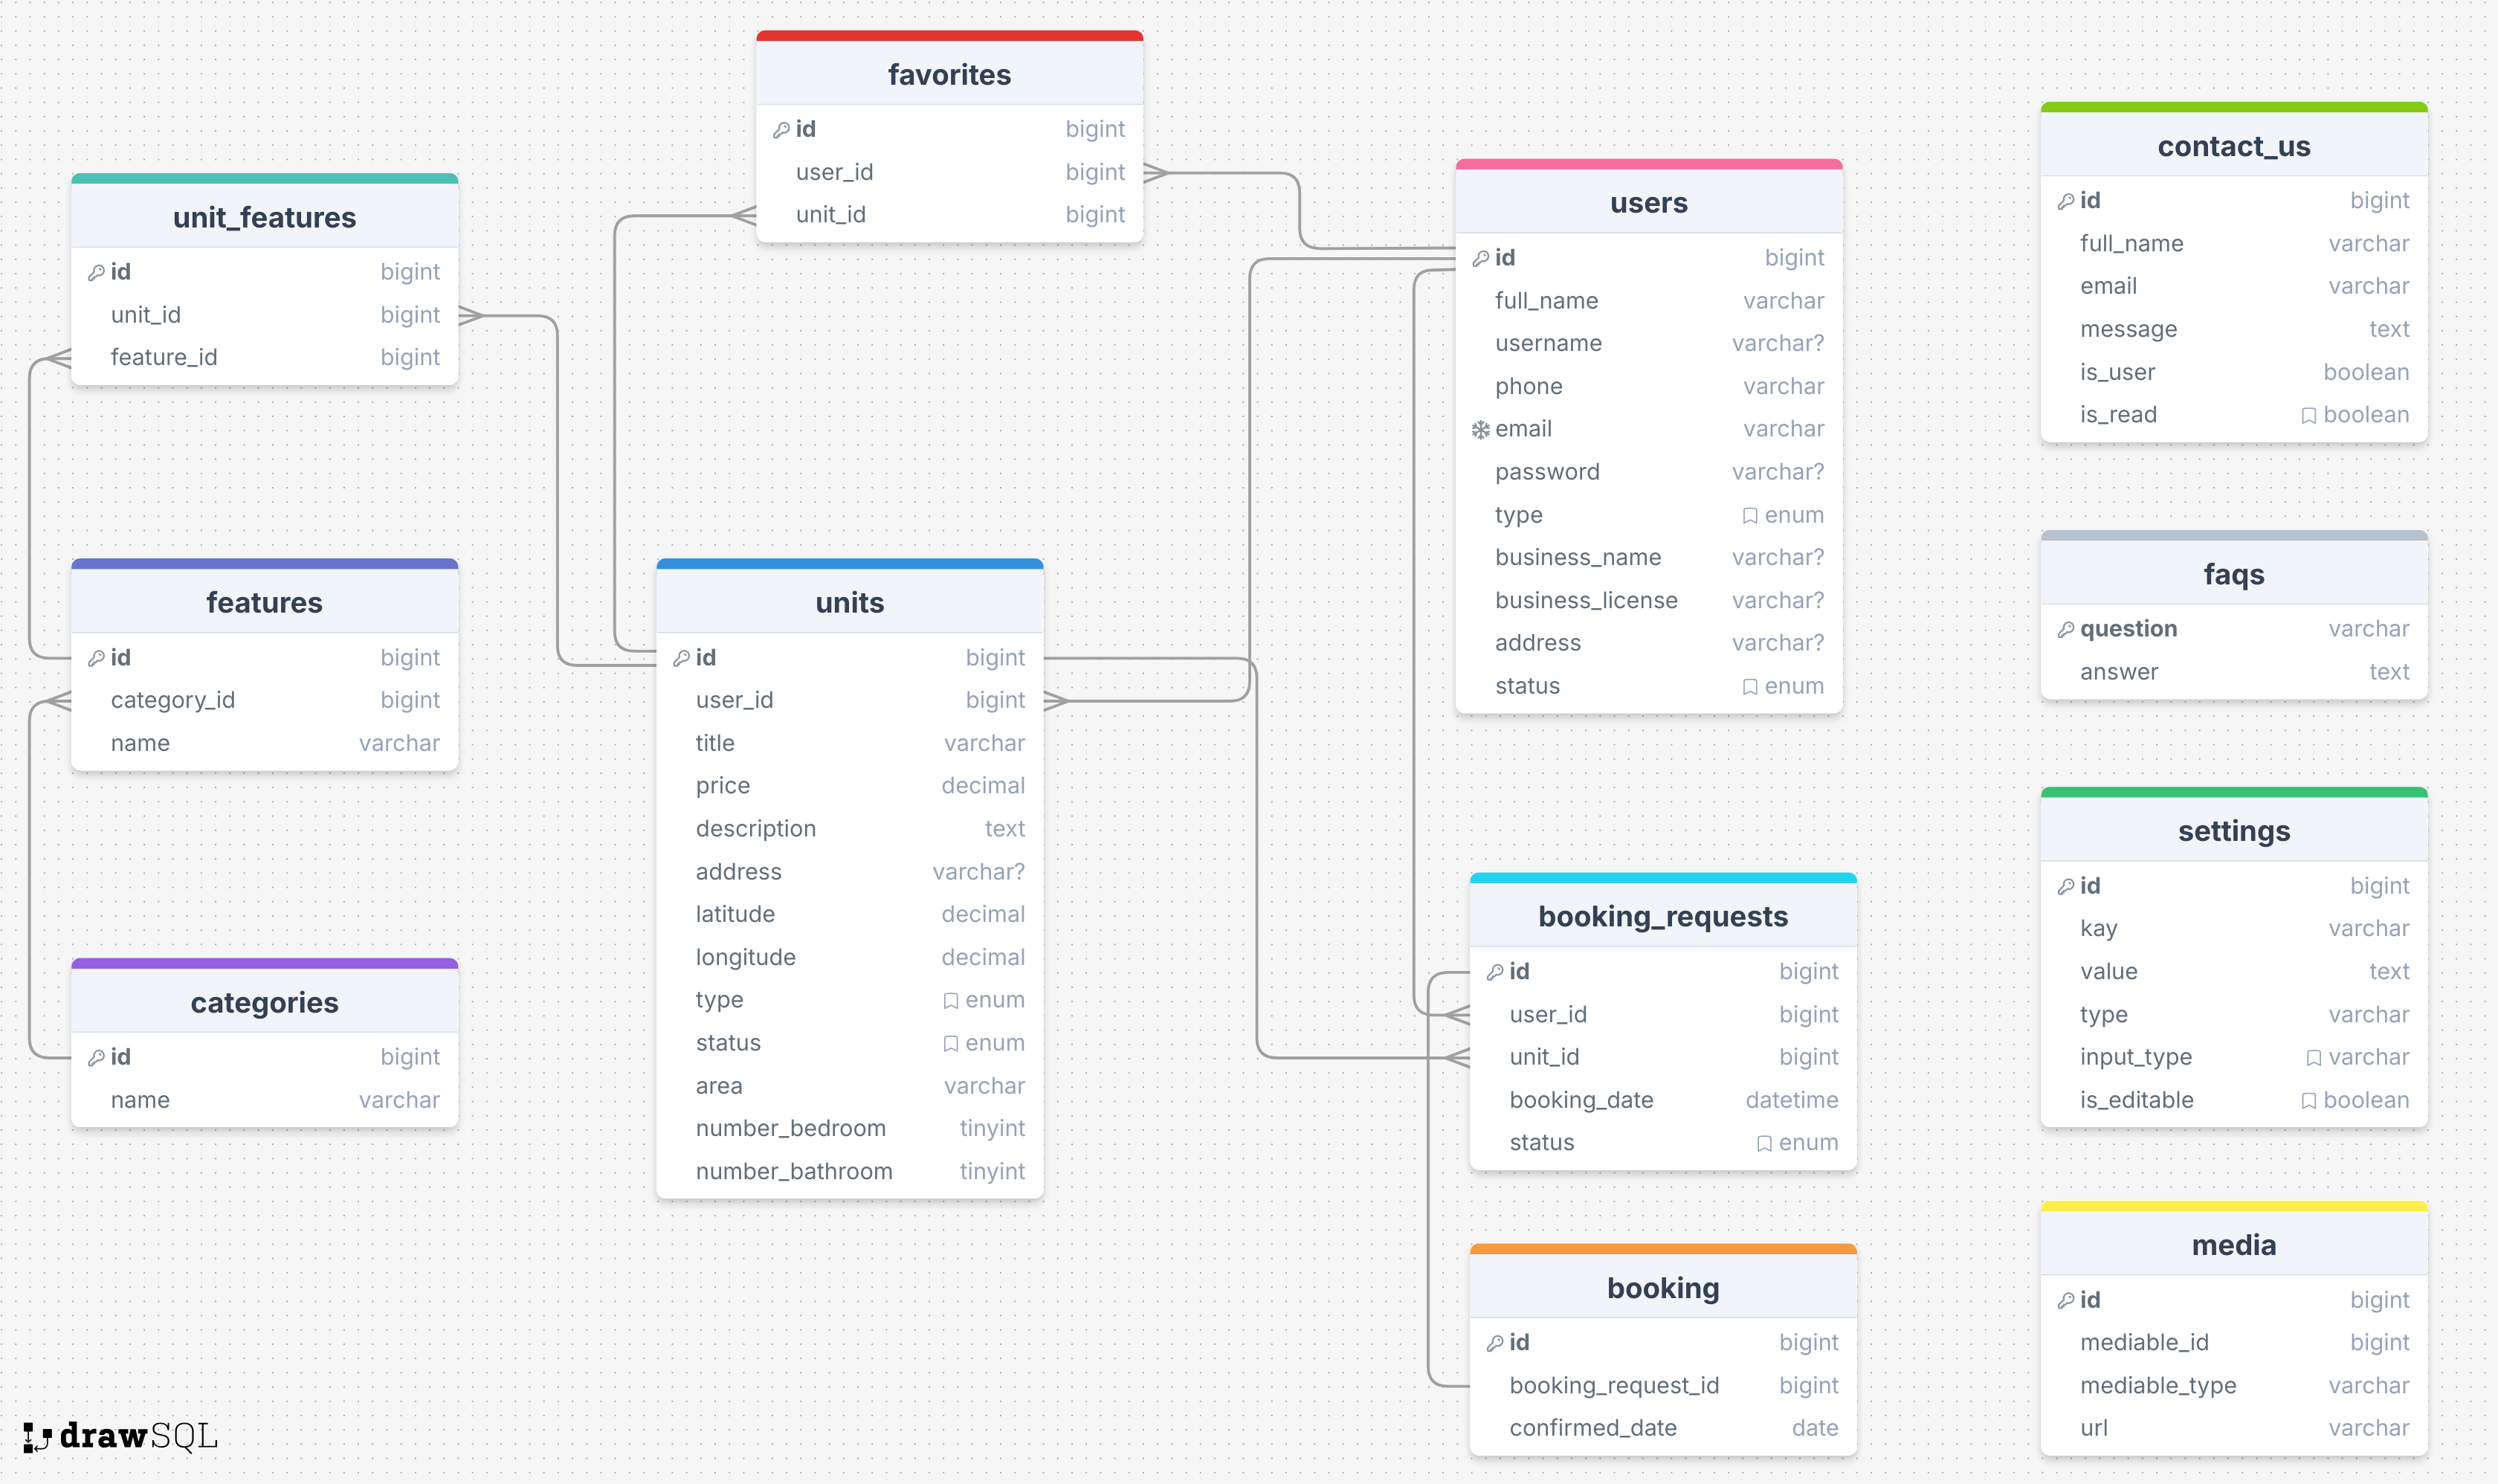 favorites
id bigint
user_id bigint
unit_id bigint
unit_features
id bigint
unit_id bigint
feature_id bigint
features
id bigint
category_id bigint
name varchar
categories
id bigint
name varchar
units
id bigint
user_id bigint
title varchar
price decimal
description text
address varchar?
latitude decimal
longitude decimal
type enum
status enum
area varchar
number_bedroom tinyint
number_bathroom tinyint
users
id bigint
full_name varchar
username varchar?
phone varchar
email varchar
password varchar?
type enum
business_name varchar?
business_license varchar?
address varchar?
status enum
booking_requests
id bigint
user_id bigint
unit_id bigint
booking_date datetime
status enum
booking
id bigint
booking_request_id bigint
confirmed_date date
contact_us
id bigint
full_name varchar
email varchar
message text
is_user boolean
is_read boolean
faqs
question varchar
answer text
settings
id bigint
kay varchar
value text
type varchar
input_type varchar
is_editable boolean
media
id bigint
mediable_id bigint
mediable_type varchar
url varchar
drawSQL